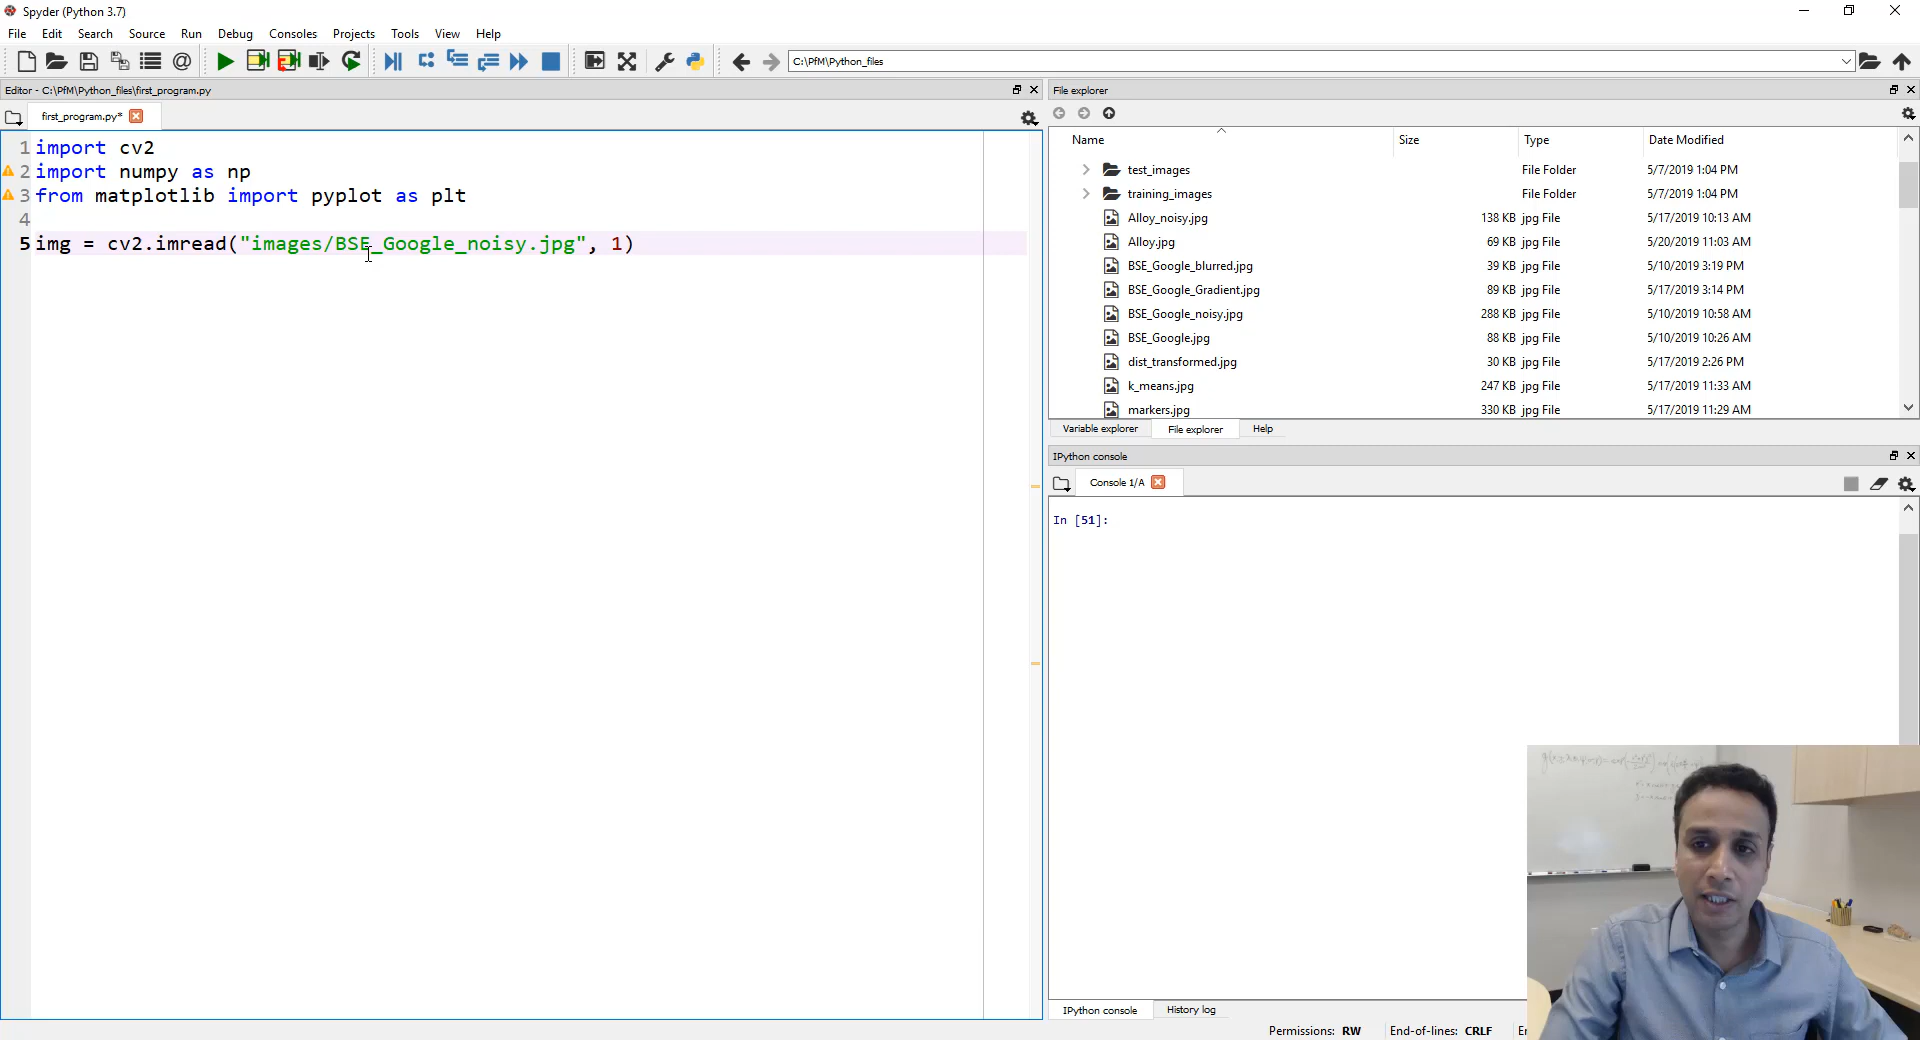 Spyder (Python 3.7)
File Edit Search Source Run Debug Consoles Projects Tools View Help
C:\PfM\Python_files
Editor - C:\PfM\Python_files\first_program.py
first_program.py*
1 import cv2
2 import numpy as np
3 from matplotlib import pyplot as plt
4
5 img = cv2.imread("images/BSE_Google_noisy.jpg", 1)
File explorer
Name Size Type Date Modified
test_images File Folder 5/7/2019 1:04 PM
training_images File Folder 5/7/2019 1:04 PM
Alloy_noisy.jpg 138 KB jpg File 5/17/2019 10:13 AM
Alloy.jpg 69 KB jpg File 5/20/2019 11:03 AM
BSE_Google_blurred.jpg 39 KB jpg File 5/10/2019 3:19 PM
BSE_Google_Gradient.jpg 89 KB jpg File 5/17/2019 3:14 PM
BSE_Google_noisy.jpg 288 KB jpg File 5/10/2019 10:58 AM
BSE_Google.jpg 88 KB jpg File 5/10/2019 10:26 AM
dist_transformed.jpg 30 KB jpg File 5/17/2019 2:26 PM
k_means.jpg 247 KB jpg File 5/17/2019 11:33 AM
markers.jpg 330 KB jpg File 5/17/2019 11:29 AM
Variable explorer File explorer Help
IPython console
Console 1/A
In [51]:
IPython console History log
Permissions: RW End-of-lines: CRLF